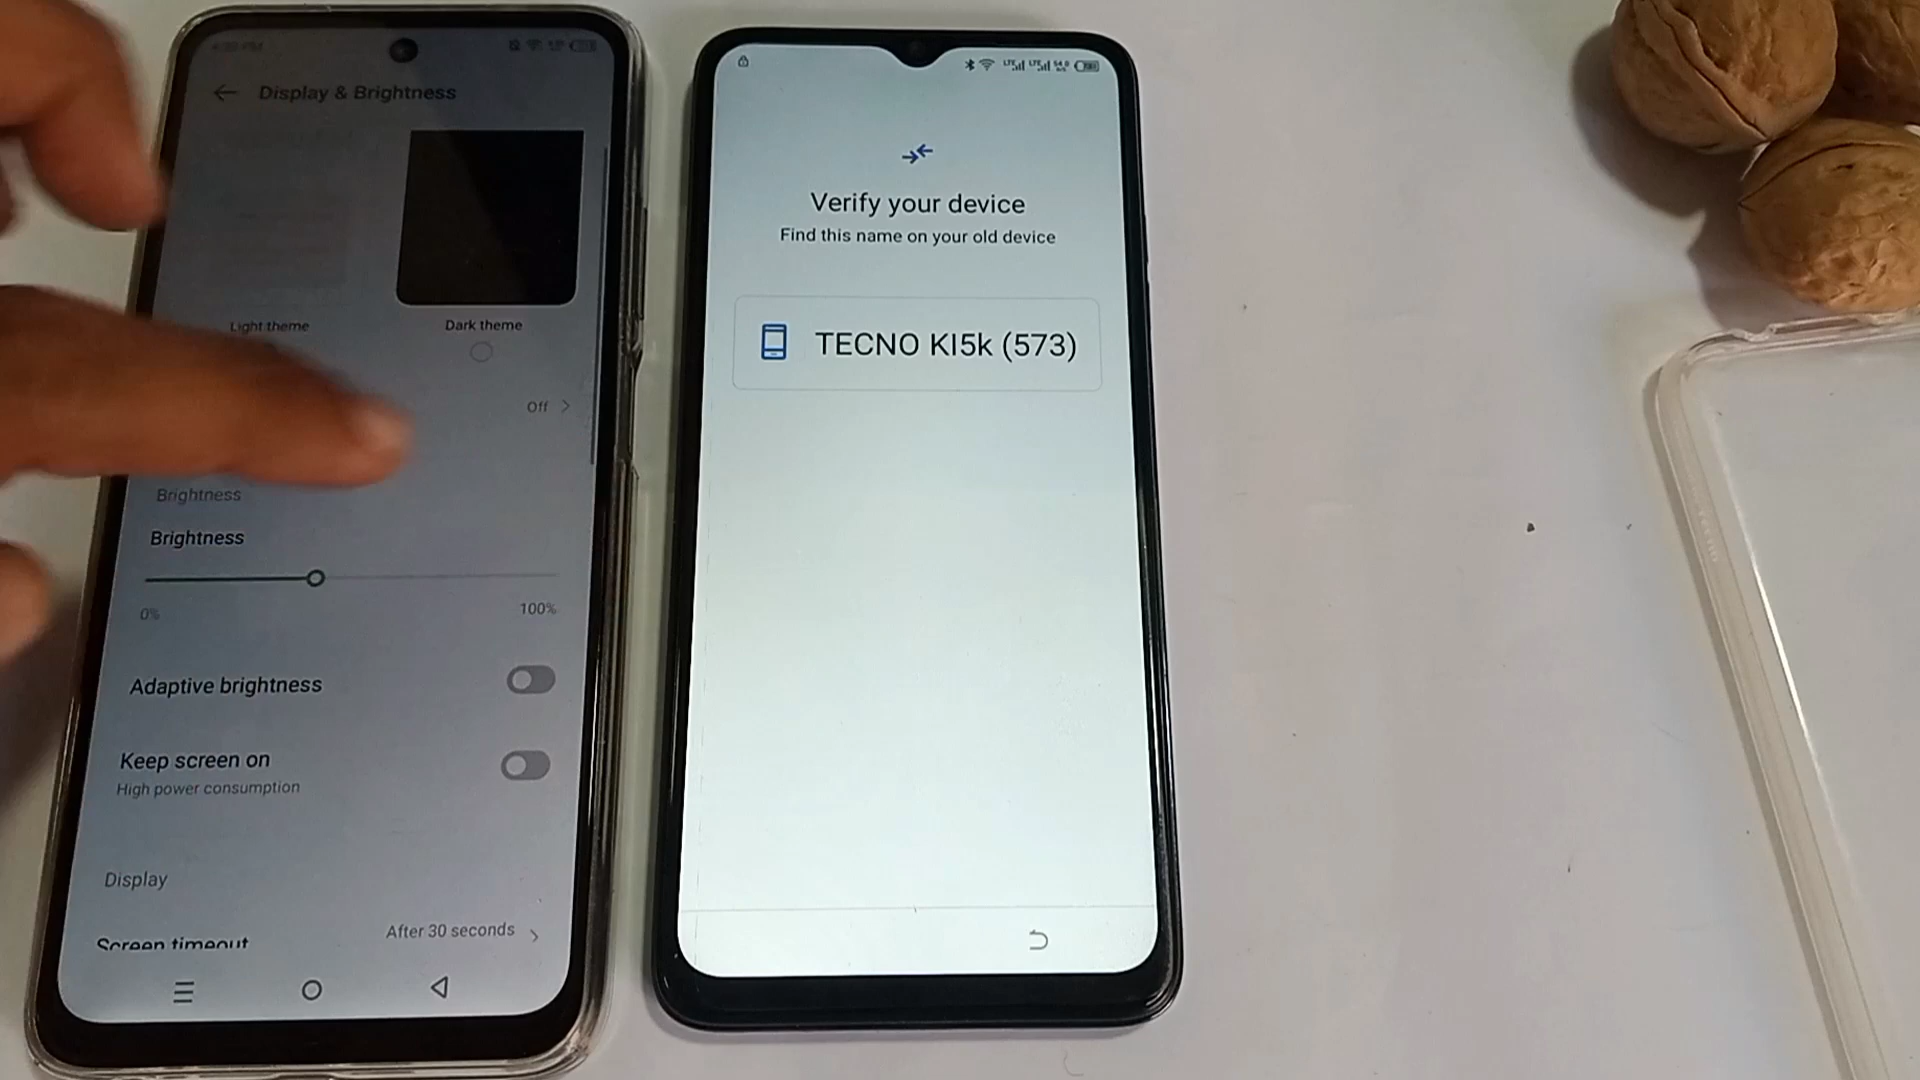 Display & Brightness
Light theme
Dark theme
Off
Brightness
Brightness
0%
100%
Adaptive brightness
Keep screen on
High power consumption
Display
Screen timeout
After 30 seconds
Verify your device
Find this name on your old device
TECNO KI5k (573)